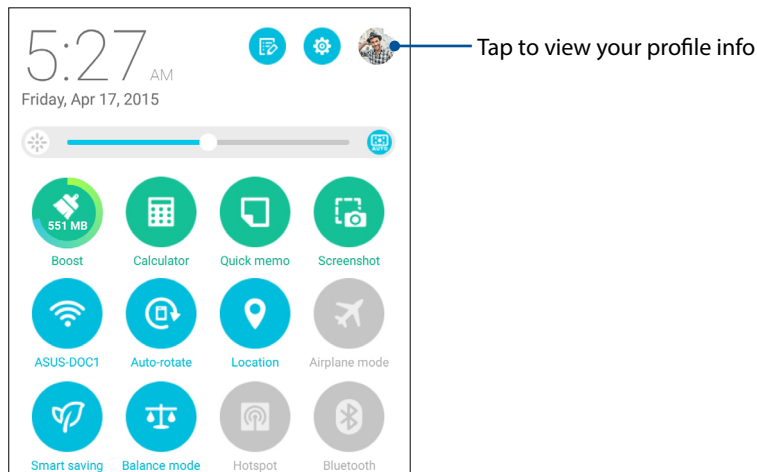 5:27 AM
Tap to view your profile info
Friday, Apr 17, 2015
AUTO
551 MB
Boost Calculator Quick memo Screenshot
ASUS-DOC1 Auto-rotate Location Airplane mode
Smart saving Balance mode Hotspot Bluetooth